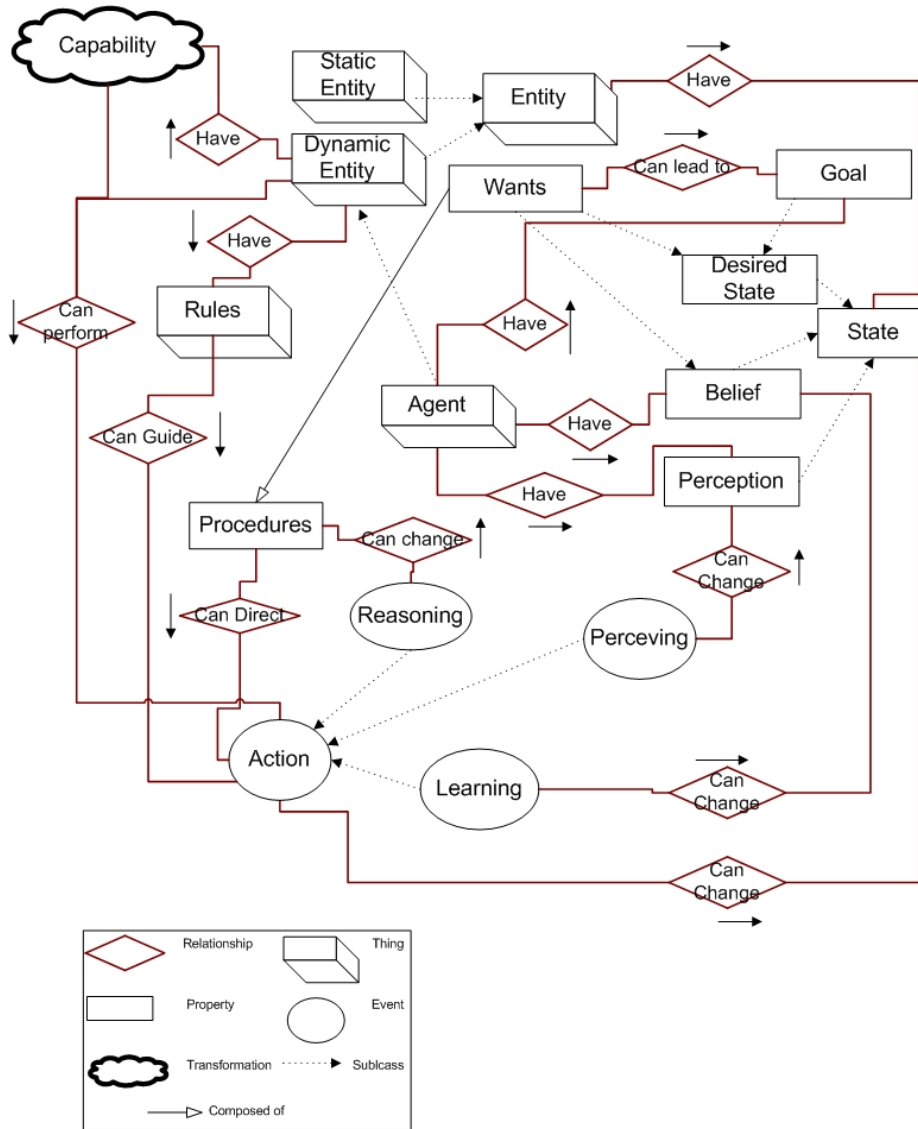 Capability
Static
Entity
Entity
Have
Have
Dynamic
Entity
Can lead to
Wants
Goal
Have
Desired
State
Rules
Can
perform
Have
State
Agent
Belief
Can Guide
Have
Perception
Have
Procedures
Can change
Can
Change
Can Direct
Reasoning
Perceving
Action
Learning
Can
Change
Can
Change
Relationship
Thing
Property
Event
Transformation
Sublcass
Composed of